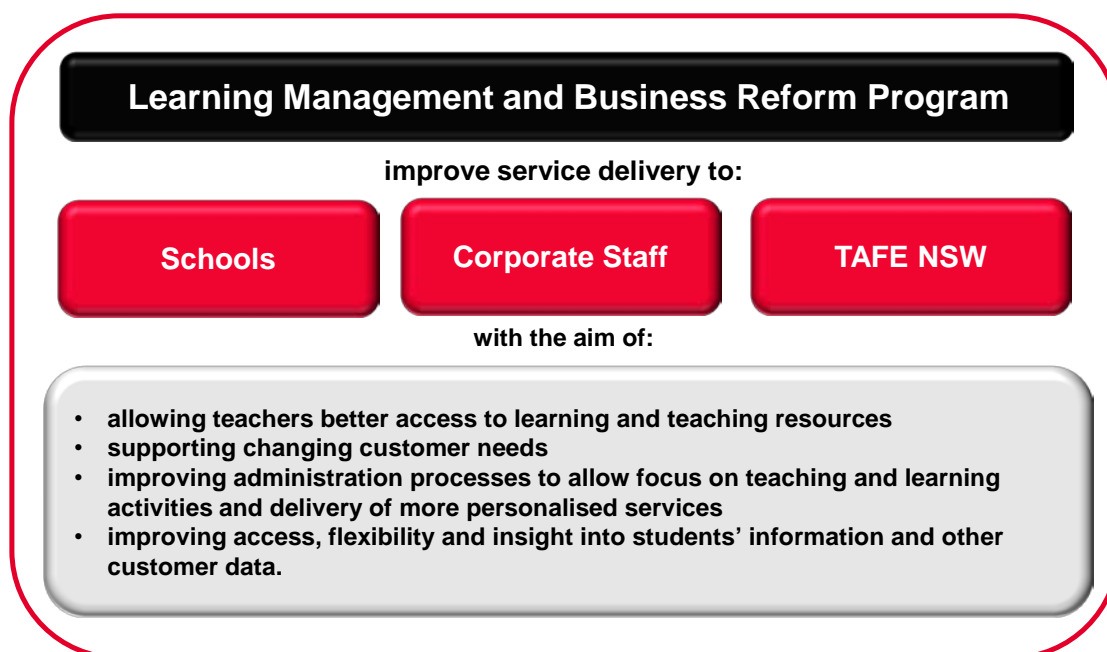 Learning Management and Business Reform Program
improve service delivery to:
Schools
Corporate Staff
TAFE NSW
with the aim of:
• allowing teachers better access to learning and teaching resources
• supporting changing customer needs
• improving administration processes to allow focus on teaching and learning
activities and delivery of more personalised services
• improving access, flexibility and insight into students’ information and other
customer data.